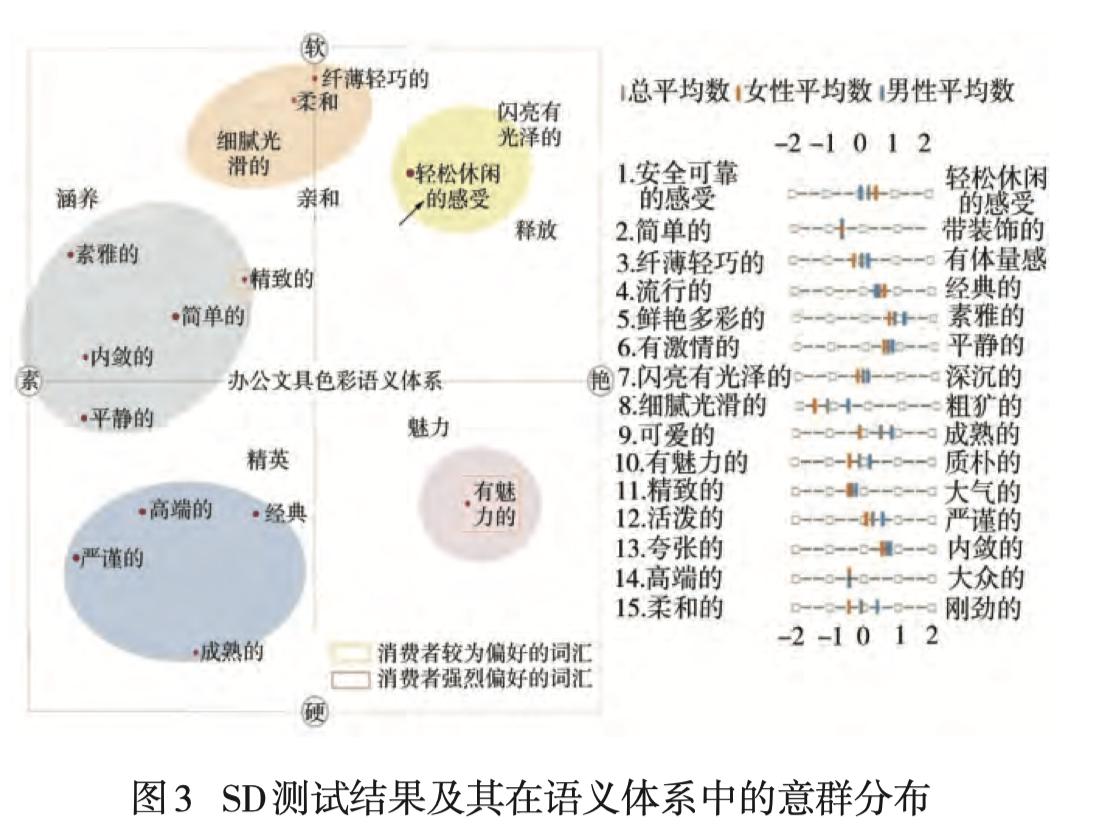 软
纤薄轻巧的
柔和
细腻光
滑的
闪亮有
光泽的
轻松休闲
的感受
涵养
亲和
释放
素雅的
精致的
简单的
内敛的
素
办公文具色彩语义体系
艳
平静的
魅力
精英
有魅
力的
高端的
经典
严谨的
成熟的
消费者较为偏好的词汇
消费者强烈偏好的词汇
硬
总平均数 女性平均数 男性平均数
-2 -1 0 1 2
1.安全可靠
的感受
轻松休闲
的感受
2.简单的 带装饰的
3.纤薄轻巧的 有体量感
4.流行的 经典的
5.鲜艳多彩的 素雅的
6.有激情的 平静的
7.闪亮有光泽的 深沉的
8.细腻光滑的 粗犷的
9.可爱的 成熟的
10.有魅力的 质朴的
11.精致的 大气的
12.活泼的 严谨的
13.夸张的 内敛的
14.高端的 大众的
15.柔和的 刚劲的
-2 -1 0 1 2
图3 SD测试结果及其在语义体系中的意群分布